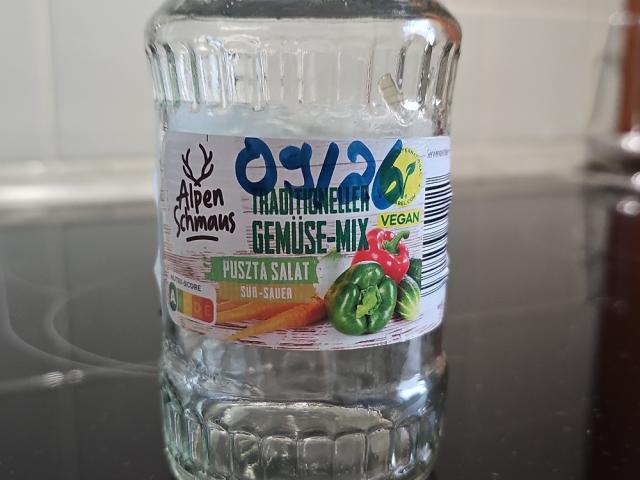 09/26
Alpen
Schmaus
TRADITIONELLER
GEMÜSE-MIX
VEGAN
PUSZTA SALAT
SÜß-SAUER
NUTRI-SCORE
A
D E